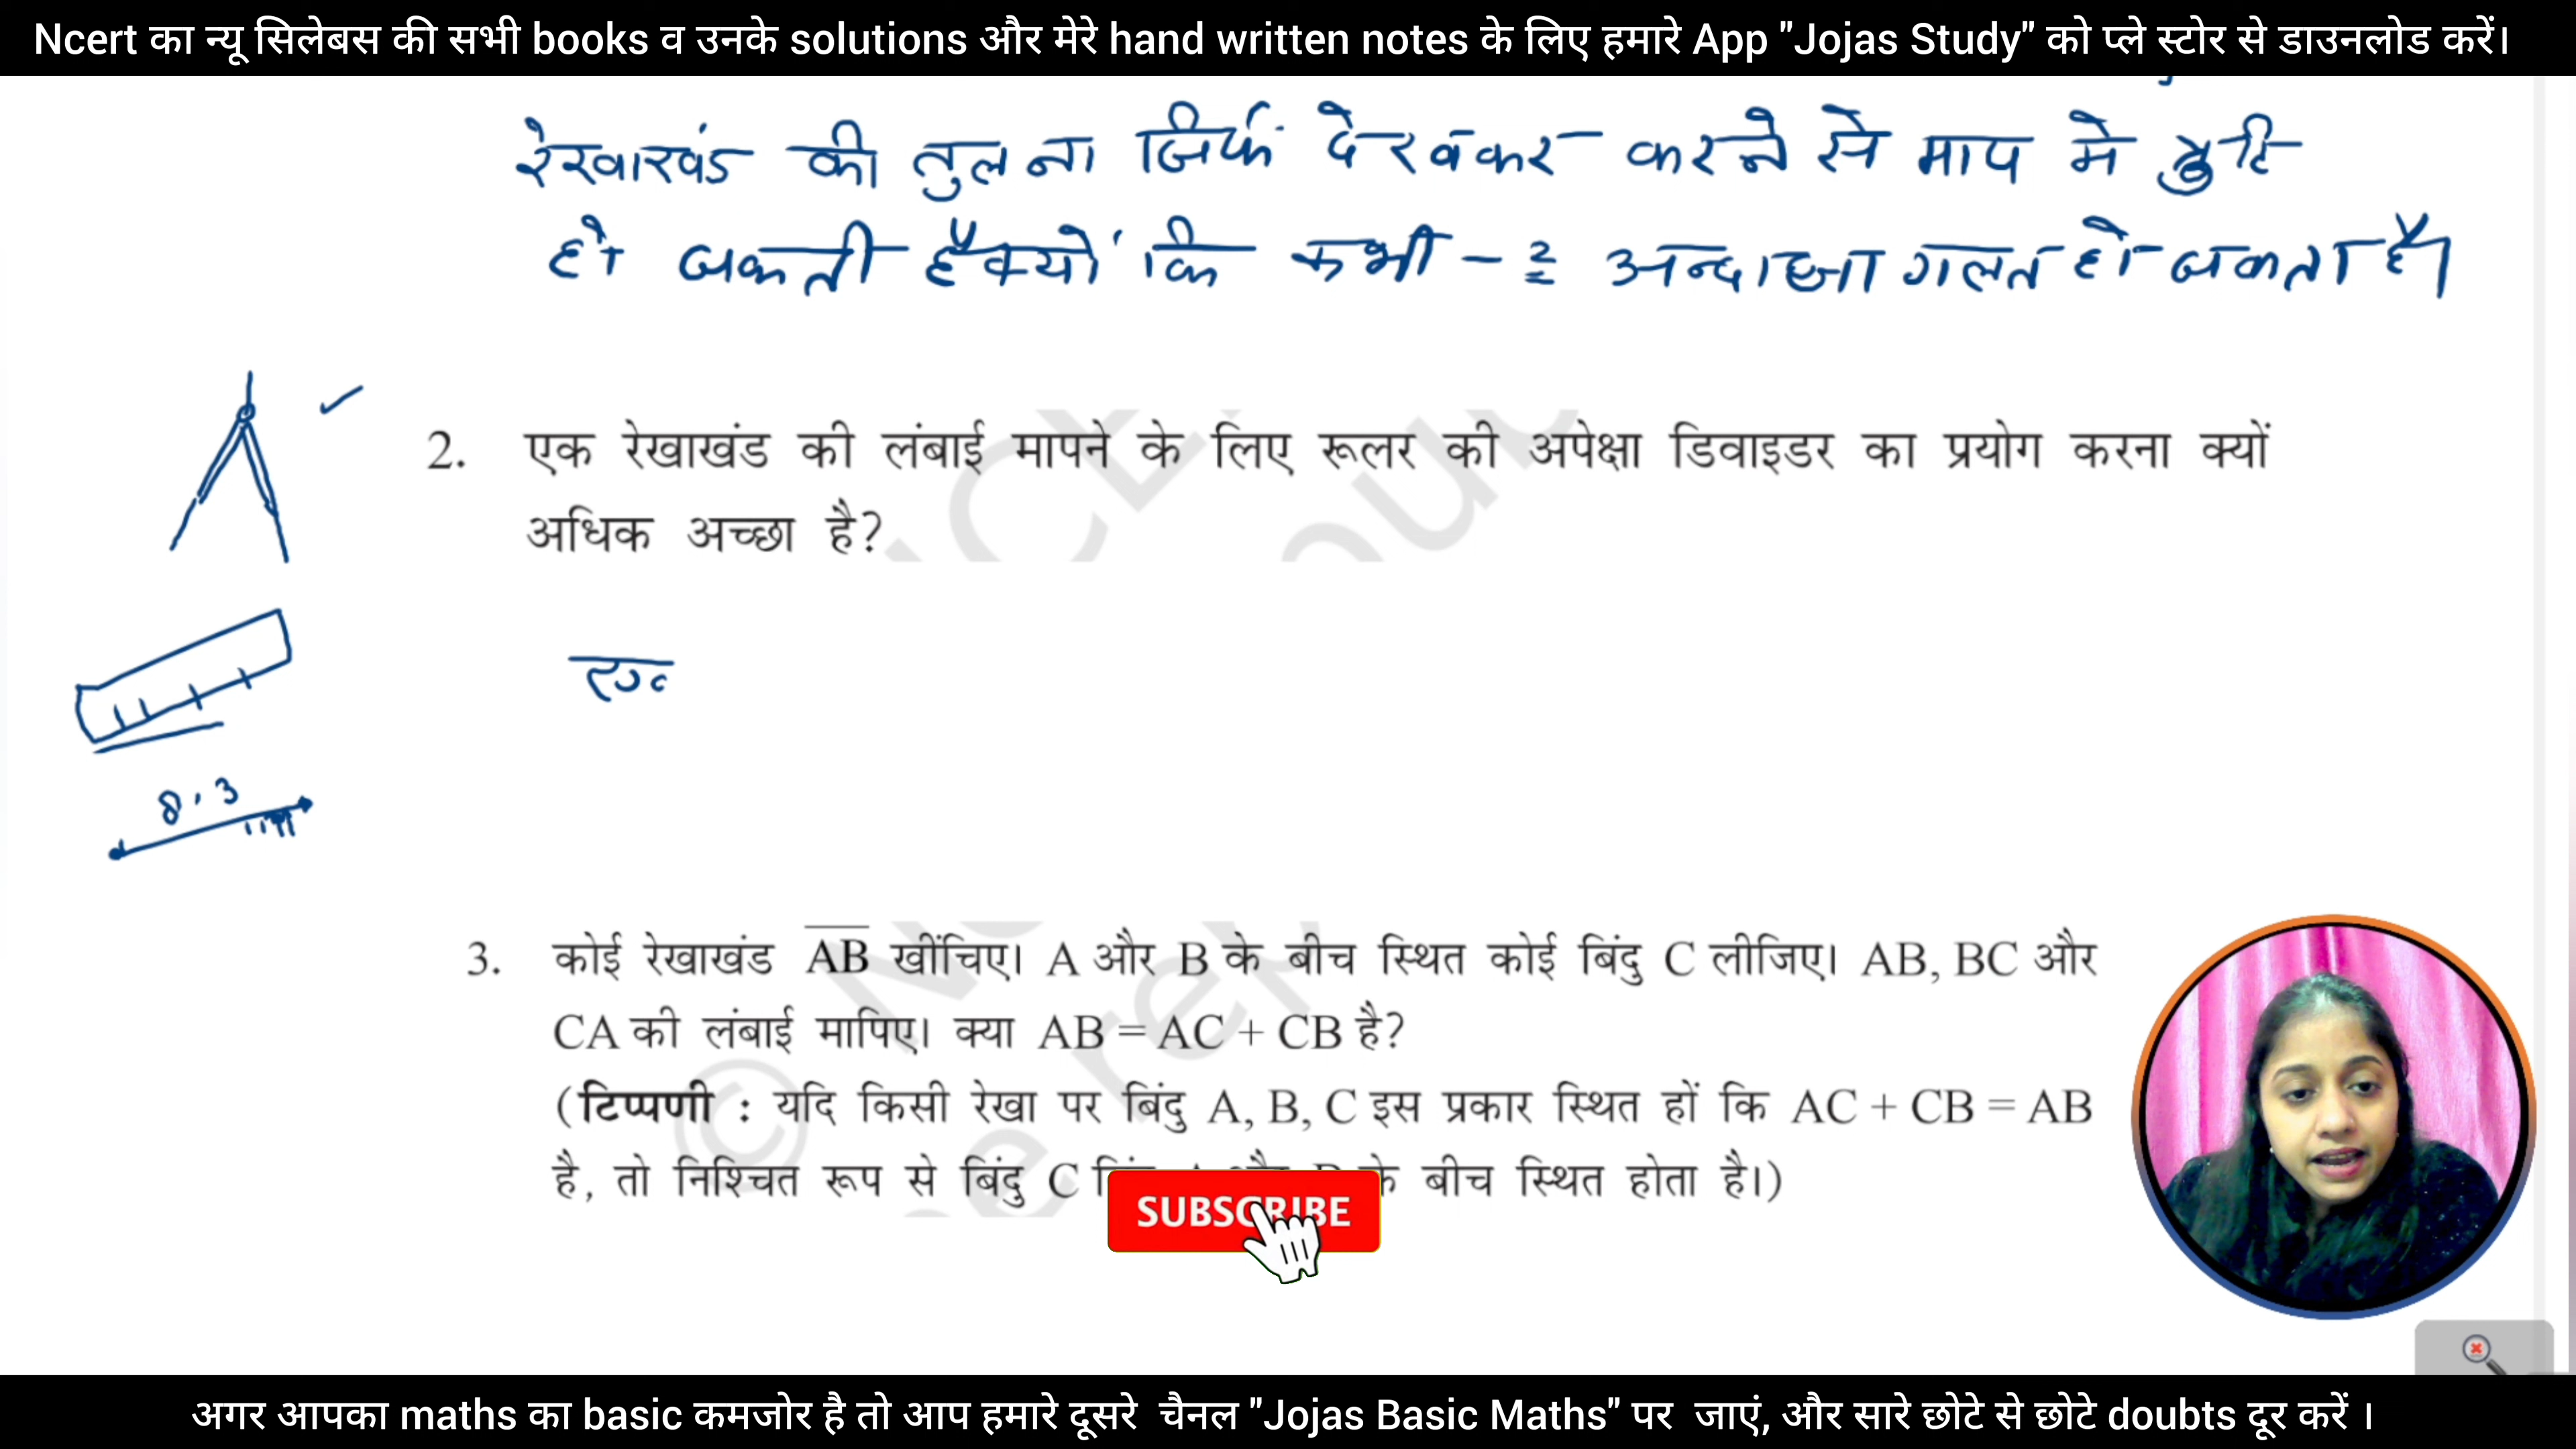 Ncert का न्यू सिलेबस की सभी books व उनके solutions और मेरे hand written notes के लिए हमारे App "Jojas Study" को प्ले स्टोर से डाउनलोड करें।
रेखाखंड की तुलना सिर्फ देखकर करने से माप मे त्रुटि
हो सकती है क्यों कि कभी - 2 अन्दाजा गलत हो सकता है।
2. एक रेखाखंड की लंबाई मापने के लिए रूलर की अपेक्षा डिवाइडर का प्रयोग करना क्यों
अधिक अच्छा है?
8.3
3. कोई रेखाखंड AB खींचिए। A और B के बीच स्थित कोई बिंदु C लीजिए। AB, BC और
CA की लंबाई मापिए। क्या AB = AC + CB है?
(टिप्पणी : यदि किसी रेखा पर बिंदु A, B, C इस प्रकार स्थित हों कि AC + CB = AB
है, तो निश्चित रूप से बिंदु C के बीच स्थित होता है।)
SUBSCRIBE
अगर आपका maths का basic कमजोर है तो आप हमारे दूसरे चैनल "Jojas Basic Maths" पर जाएं, और सारे छोटे से छोटे doubts दूर करें ।